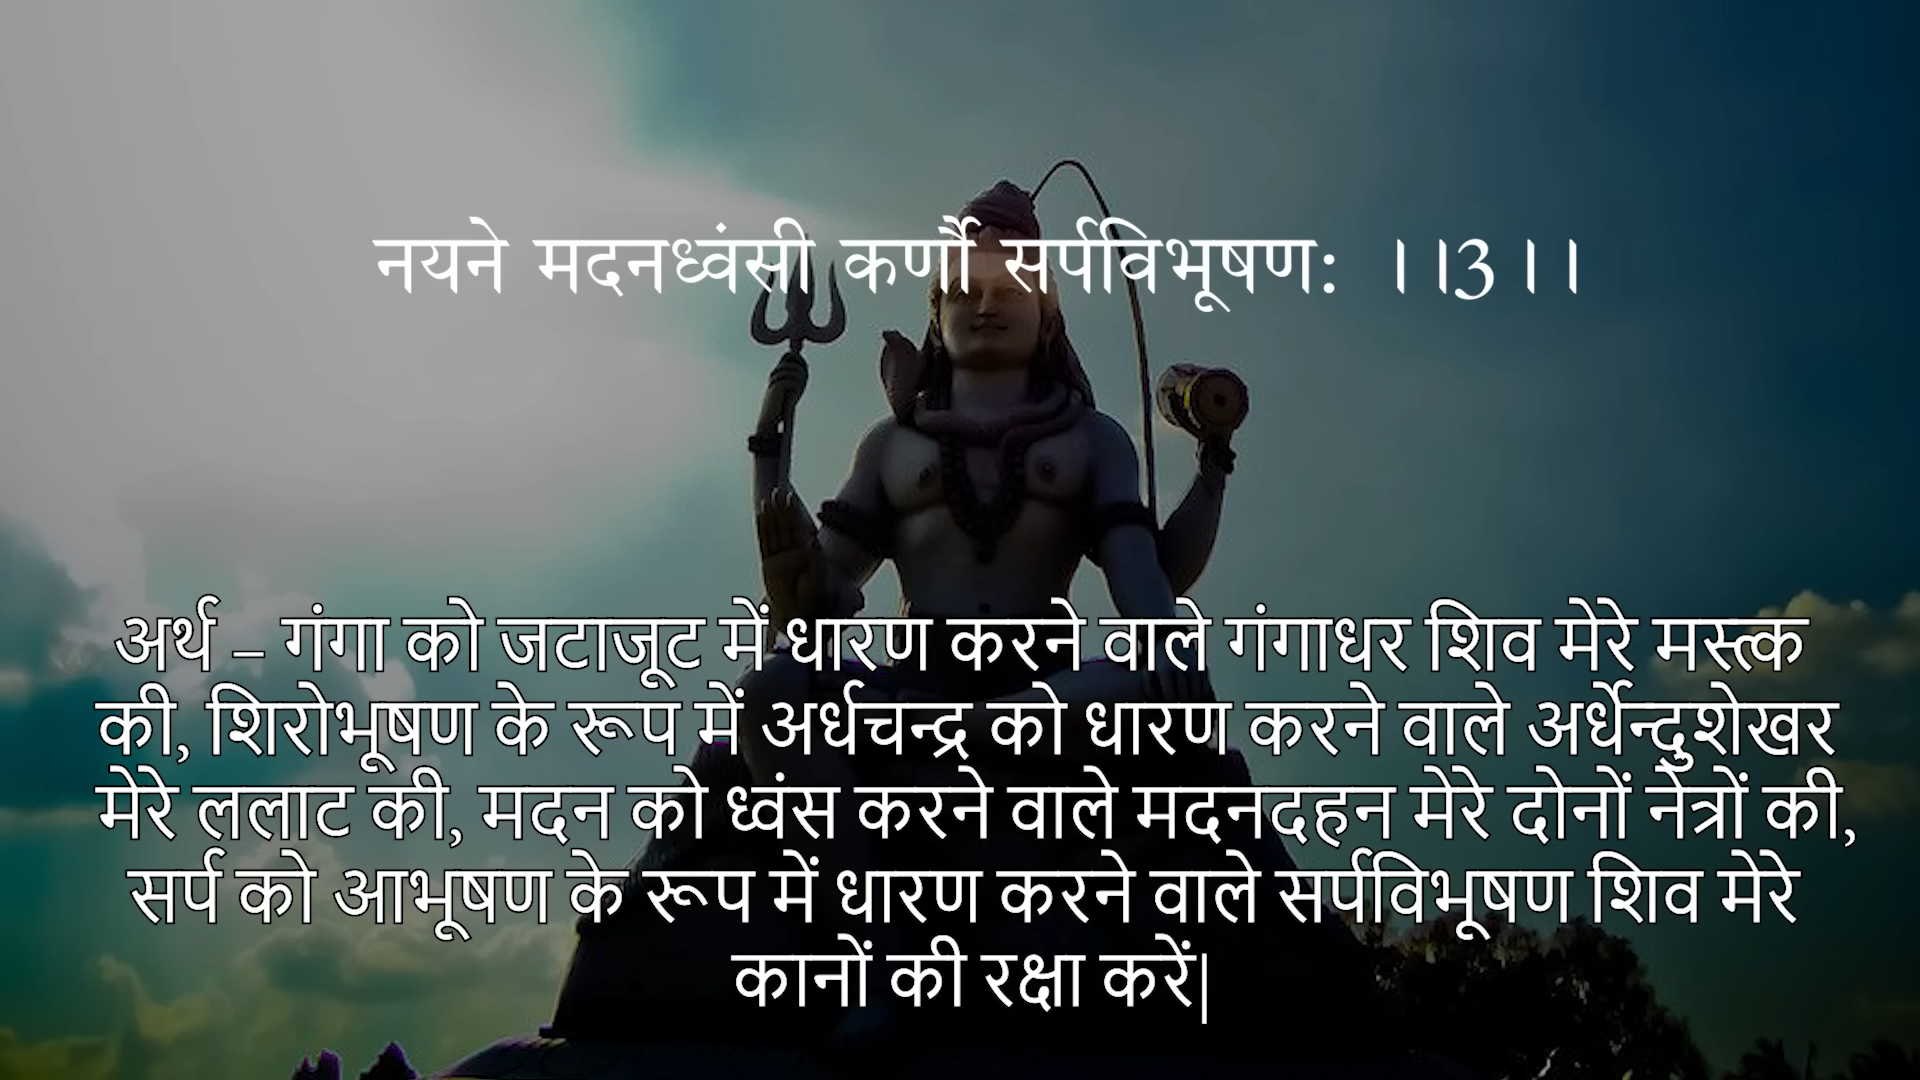 नयने मदनध्वंसी कर्णौ सर्पविभूषण: ।।3।।
अर्थ – गंगा को जटाजूट में धारण करने वाले गंगाधर शिव मेरे मस्त्क
की, शिरोभूषण के रूप में अर्धचन्द्र को धारण करने वाले अर्धेन्दुशेखर
मेरे ललाट की, मदन को ध्वंस करने वाले मदनदहन मेरे दोनों नेत्रों की,
सर्प को आभूषण के रूप में धारण करने वाले सर्पविभूषण शिव मेरे
कानों की रक्षा करें|